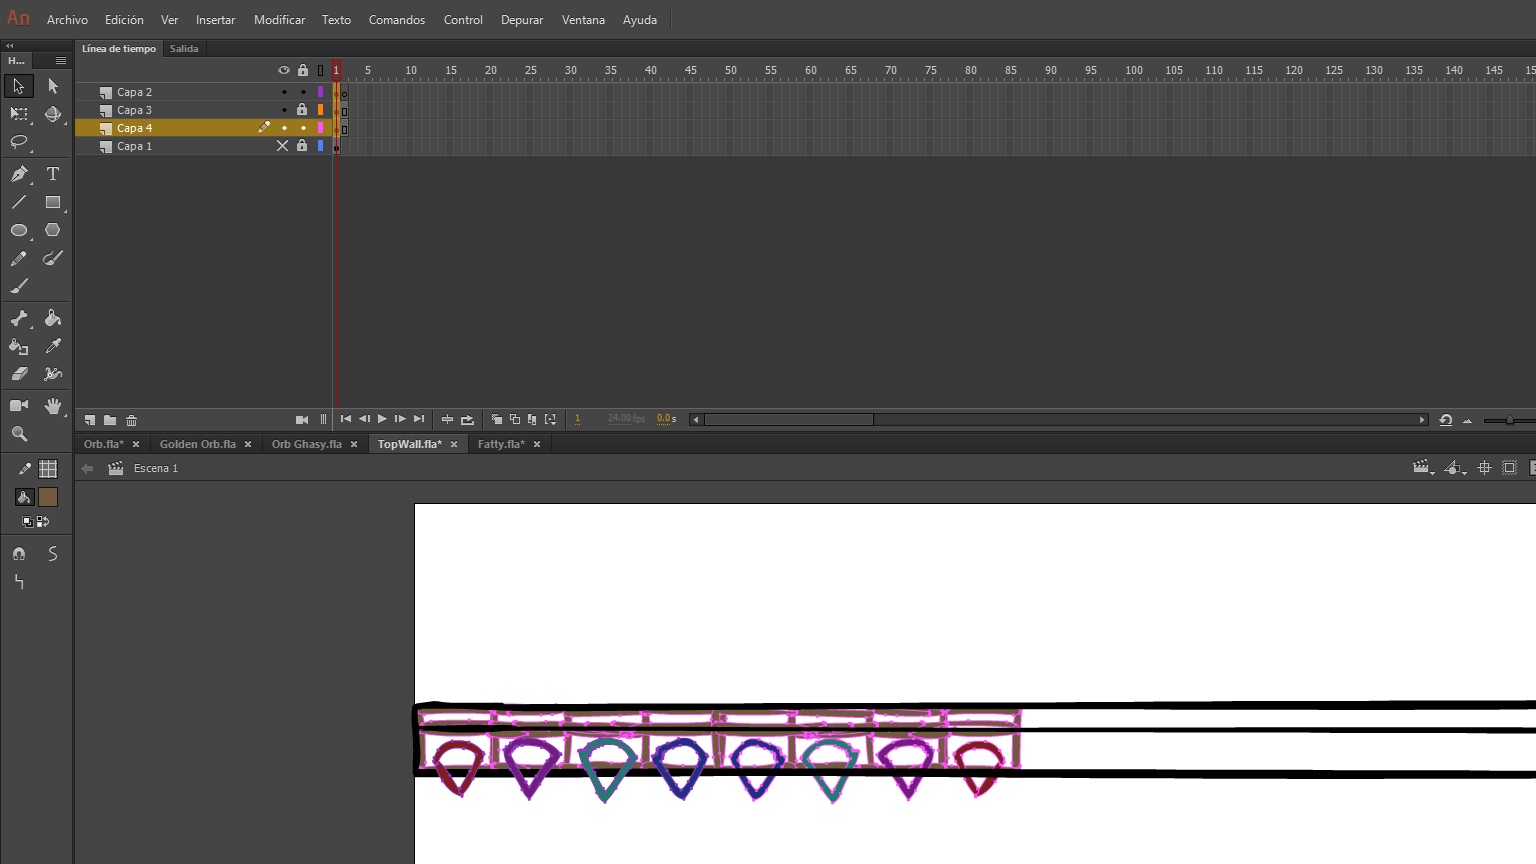 An Archivo Edición Ver Insertar Modificar Texto Comandos Control Depurar Ventana Ayuda
Línea de tiempo Salida
H...
1 5 10 15 20 25 30 35 40 45 50 55 60 65 70 75 80 85 90 95 100 105 110 115 120 125 130 135 140 145 15
Capa 2
Capa 3
Capa 4
Capa 1
1 24.00 fps 0.0 s
Orb.fla* Golden Orb.fla Orb Ghasy.fla TopWall.fla* Fatty.fla*
Escena 1